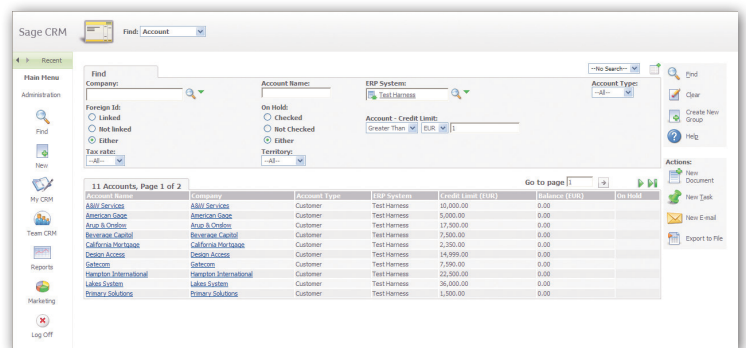 Sage CRM
Find: Account
Recent
Main Menu
Administration
Find
New
My CRM
Team CRM
Reports
Marketing
Log Off
--No Search--
Find
Company:
Account Name:
ERP System:
Test Harness
Account Type:
--All--
Foreign Id:
Linked
Not linked
Either
On Hold:
Checked
Not Checked
Either
Account - Credit Limit:
Greater Than EUR 1
Tax rate:
--All--
Territory:
--All--
11 Accounts, Page 1 of 2
Go to page 1
Account Name Company Account Type ERP System Credit Limit (EUR) Balance (EUR) On Hold
A&W Services A&W Services Customer Test Harness 10,000.00 0.00
American Gage American Gage Customer Test Harness 5,000.00 0.00
Arup & Onslow Arup & Onslow Customer Test Harness 17,500.00 0.00
Beverage Capitol Beverage Capitol Customer Test Harness 7,500.00 0.00
California Mortgage California Mortgage Customer Test Harness 2,350.00 0.00
Design Access Design Access Customer Test Harness 14,999.00 0.00
Gatecom Gatecom Customer Test Harness 7,590.00 0.00
Hampton International Hampton International Customer Test Harness 22,500.00 0.00
Lakes System Lakes System Customer Test Harness 36,000.00 0.00
Primary Solutions Primary Solutions Customer Test Harness 1,500.00 0.00
Find
Clear
Create New
Group
Help
Actions:
New
Document
New Task
New E-mail
Export to File